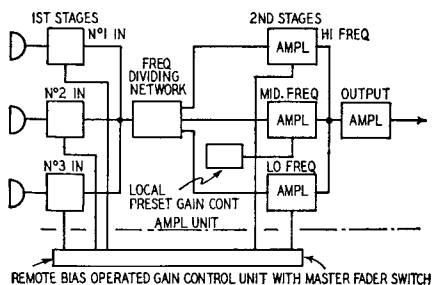 1ST STAGES
Nº1 IN
2ND STAGES
AMPL
HI FREQ
FREQ
DIVIDING
NETWORK
Nº2 IN
MID. FREQ
AMPL
OUTPUT
AMPL
Nº3 IN
LO FREQ
AMPL
LOCAL
PRESET GAIN CONT
AMPL UNIT
REMOTE BIAS OPERATED GAIN CONTROL UNIT WITH MASTER FADER SWITCH